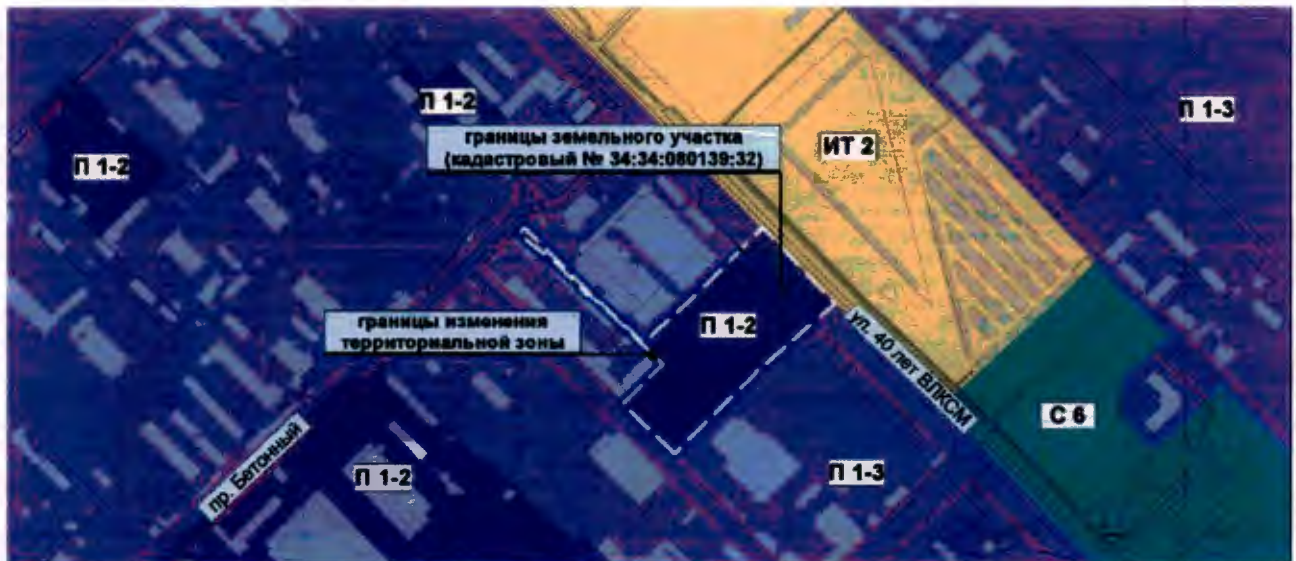 П 1-2
П 1-3
границы земельного участка
(кадастровый № 34:34:080139:32)
ИТ 2
П 1-2
границы изменения
территориальной зоны
П 1-2
ул. 40 лет ВЛКСМ
С 6
пр. Бетонный
П 1-2
П 1-3